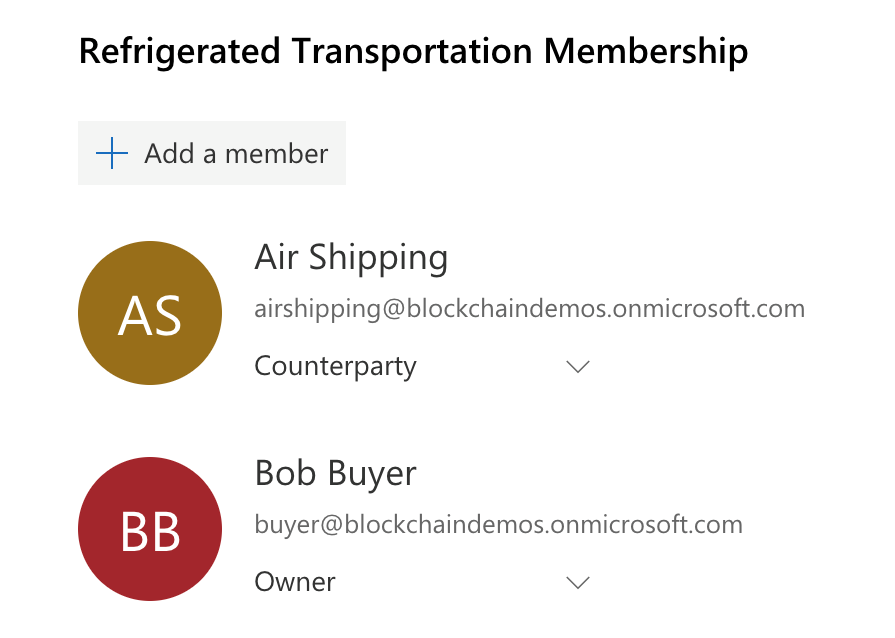 Refrigerated Transportation Membership
Add a member
AS
Air Shipping
airshipping@blockchaindemos.onmicrosoft.com
Counterparty
BB
Bob Buyer
buyer@blockchaindemos.onmicrosoft.com
Owner